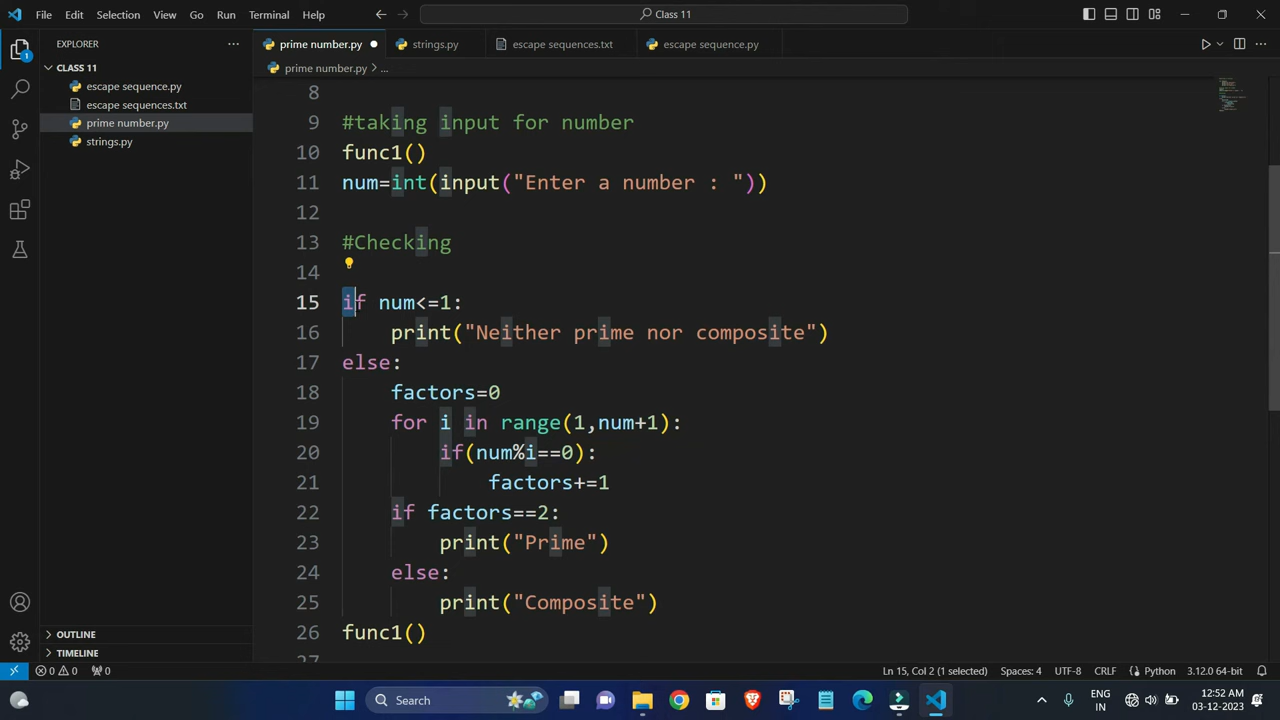 File Edit Selection View Go Run Terminal Help
Class 11
EXPLORER
prime number.py
strings.py
escape sequences.txt
escape sequence.py
CLASS 11
prime number.py > ...
escape sequence.py
escape sequences.txt
prime number.py
strings.py
1
8
9 #taking input for number
10 func1()
11 num=int(input("Enter a number : "))
12
13 #Checking
14
15 if num<=1:
16 print("Neither prime nor composite")
17 else:
18 factors=0
19 for i in range(1,num+1):
20 if(num%i==0):
21 factors+=1
22 if factors==2:
23 print("Prime")
24 else:
25 print("Composite")
26 func1()
27
OUTLINE
TIMELINE
0 0 0 Ln 15, Col 2 (1 selected) Spaces: 4 UTF-8 CRLF Python 3.12.0 64-bit
Search
ENG
IN
12:52 AM
03-12-2023